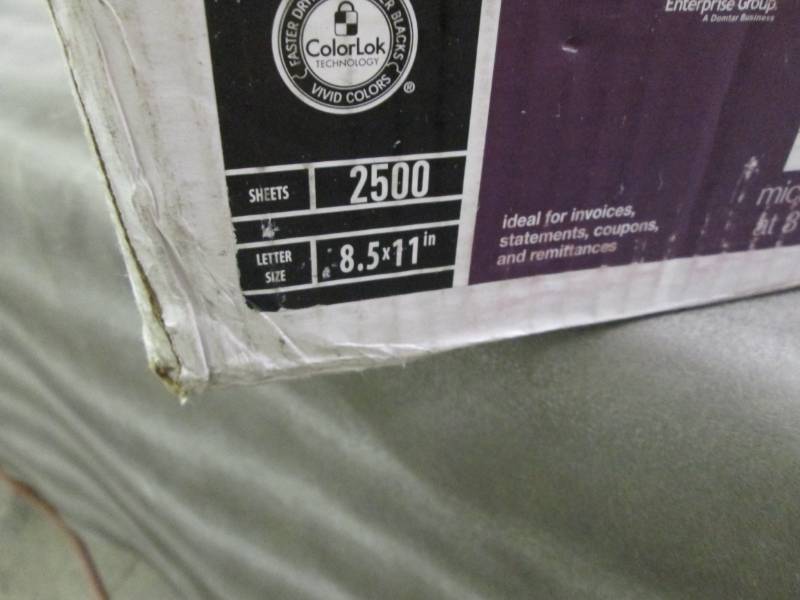 FASTER DRY
R BLACKS
ColorLok
TECHNOLOGY
VIVID COLORS ®
SHEETS 2500
LETTER SIZE 8.5x11in
Enterprise Group.
A Domtar Business
ideal for invoices,
statements, coupons,
and remittances
at 8